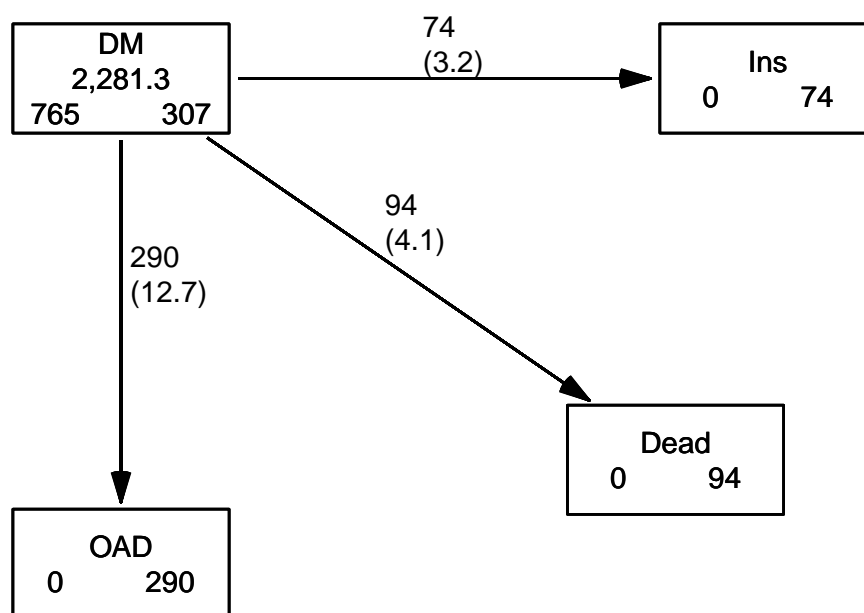 DM
2,281.3
765 307
74
(3.2)
Ins
0 74
94
(4.1)
290
(12.7)
Dead
0 94
OAD
0 290